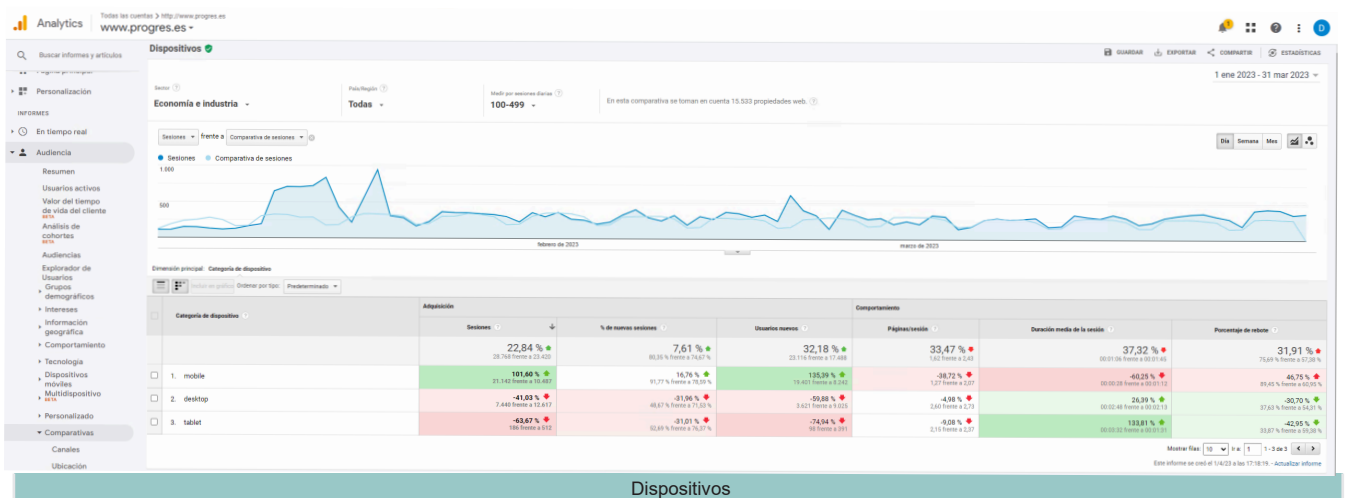 Todas las cuentas > http://www.progres.es
Analytics
www.progres.es
D
Buscar informes y artículos
Dispositivos
GUARDAR
EXPORTAR
COMPARTIR
ESTADÍSTICAS
Página principal
1 ene 2023 - 31 mar 2023
Personalización
Sector
País/Región
Medir por sesiones diarias
Economía e industria
Todas
100-499
En esta comparativa se toman en cuenta 15.533 propiedades web.
INFORMES
En tiempo real
Sesiones frente a Comparativa de sesiones
Día Semana Mes
Audiencia
Sesiones Comparativa de sesiones
Resumen
1.000
Usuarios activos
Valor del tiempo
de vida del cliente
BETA
500
Análisis de
cohortes
BETA
febrero de 2023
marzo de 2023
Audiencias
Explorador de
Usuarios
Dimensión principal: Categoría de dispositivo
Grupos
demográficos
Ordenar por tipo: Predeterminado
Intereses
Información
geográfica
Comportamiento
Tecnología
Dispositivos
móviles
Multidispositivo
BETA
Personalizado
Comparativas
Canales
Ubicación
Categoría de dispositivo
Adquisición
Comportamiento
Sesiones
% de nuevas sesiones
Usuarios nuevos
Páginas/sesión
Duración media de la sesión
Porcentaje de rebote
22,84 % 7,61 % 32,18 % 33,47 % 37,32 % 31,91 %
28.768 frente a 23.420 80,35 % frente a 74,67 % 23.116 frente a 17.488 1,62 frente a 2,43 00:01:06 frente a 00:01:45 75,69 % frente a 57,38 %
1. mobile 101,60 % 16,76 % 135,39 % -38,72 % -60,25 % 46,75 %
21.142 frente a 10.487 91,77 % frente a 78,59 % 19.401 frente a 8.242 1,27 frente a 2,07 00:00:28 frente a 00:01:12 89,45 % frente a 60,95 %
2. desktop -41,03 % -31,96 % -59,88 % -4,98 % 26,39 % -30,70 %
7.440 frente a 12.617 48,67 % frente a 71,53 % 3.621 frente a 9.025 2,60 frente a 2,73 00:02:48 frente a 00:02:13 37,63 % frente a 54,31 %
3. tablet -63,67 % -31,01 % -74,94 % -9,08 % 133,81 % -42,95 %
186 frente a 512 52,69 % frente a 76,37 % 98 frente a 391 2,15 frente a 2,37 00:03:32 frente a 00:01:31 33,87 % frente a 59,38 %
Mostrar filas: 10 Ir a: 1 1 - 3 de 3
Este informe se creó el 1/4/23 a las 17:18:19. - Actualizar informe
Dispositivos